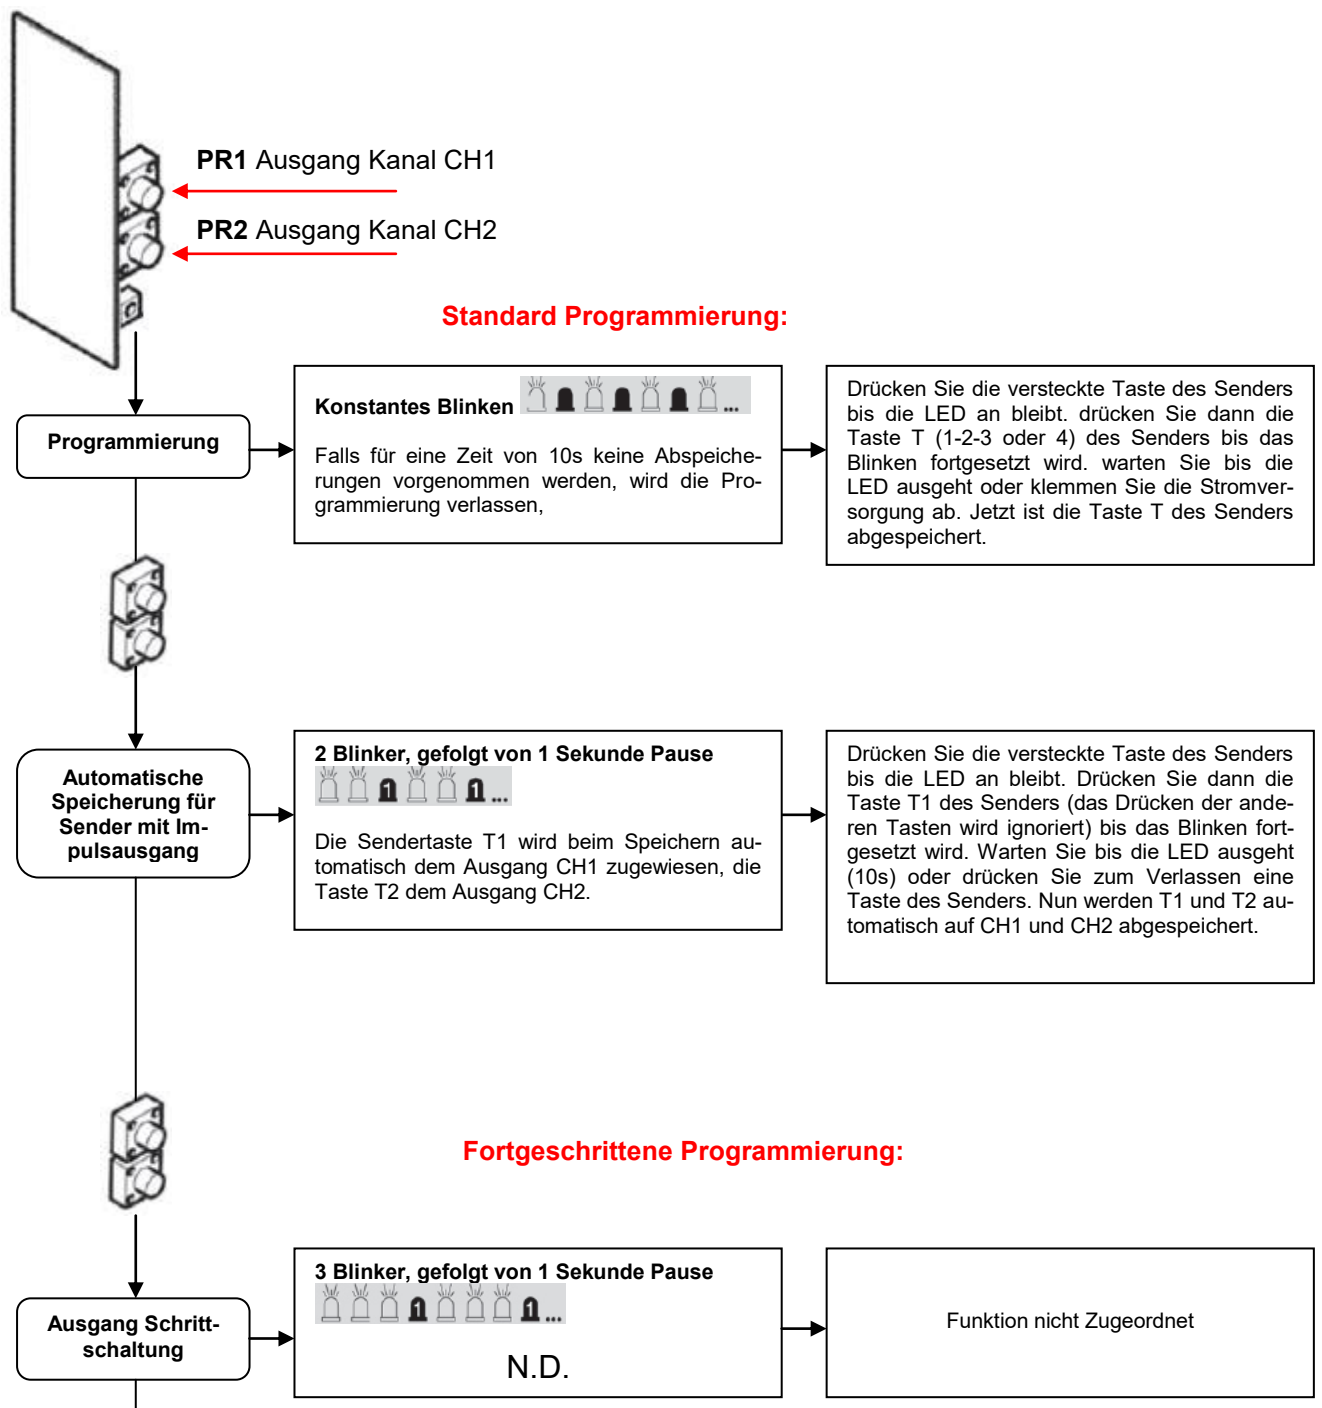 PR1 Ausgang Kanal CH1
PR2 Ausgang Kanal CH2
Standard Programmierung:
Programmierung
Konstantes Blinken ...
Falls für eine Zeit von 10s keine Abspeiche-
rungen vorgenommen werden, wird die Pro-
grammierung verlassen,
Drücken Sie die versteckte Taste des Senders
bis die LED an bleibt. drücken Sie dann die
Taste T (1-2-3 oder 4) des Senders bis das
Blinken fortgesetzt wird. warten Sie bis die
LED ausgeht oder klemmen Sie die Stromver-
sorgung ab. Jetzt ist die Taste T des Senders
abgespeichert.
Automatische
Speicherung für
Sender mit Im-
pulsausgang
2 Blinker, gefolgt von 1 Sekunde Pause
1 1 ...
Die Sendertaste T1 wird beim Speichern au-
tomatisch dem Ausgang CH1 zugewiesen, die
Taste T2 dem Ausgang CH2.
Drücken Sie die versteckte Taste des Senders
bis die LED an bleibt. Drücken Sie dann die
Taste T1 des Senders (das Drücken der ande-
ren Tasten wird ignoriert) bis das Blinken fort-
gesetzt wird. Warten Sie bis die LED ausgeht
(10s) oder drücken Sie zum Verlassen eine
Taste des Senders. Nun werden T1 und T2 au-
tomatisch auf CH1 und CH2 abgespeichert.
Fortgeschrittene Programmierung:
Ausgang Schritt-
schaltung
3 Blinker, gefolgt von 1 Sekunde Pause
1 1 ...
N.D.
Funktion nicht Zugeordnet